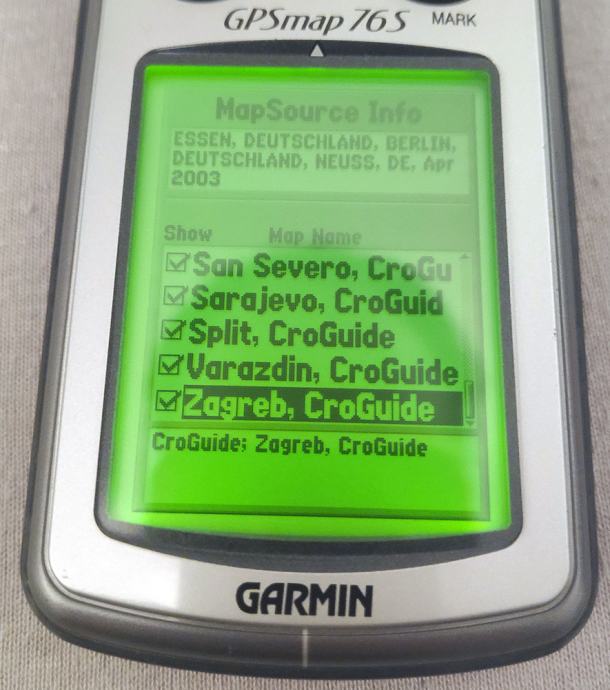 GPSmap 76S MARK
MapSource Info
ESSEN, DEUTSCHLAND, BERLIN,
DEUTSCHLAND, NEUSS, DE, Apr
2003
Show Map Name
San Severo, CroGu
Sarajevo, CroGuid
Split, CroGuide
Varazdin, CroGuide
Zagreb, CroGuide
CroGuide; Zagreb, CroGuide
GARMIN